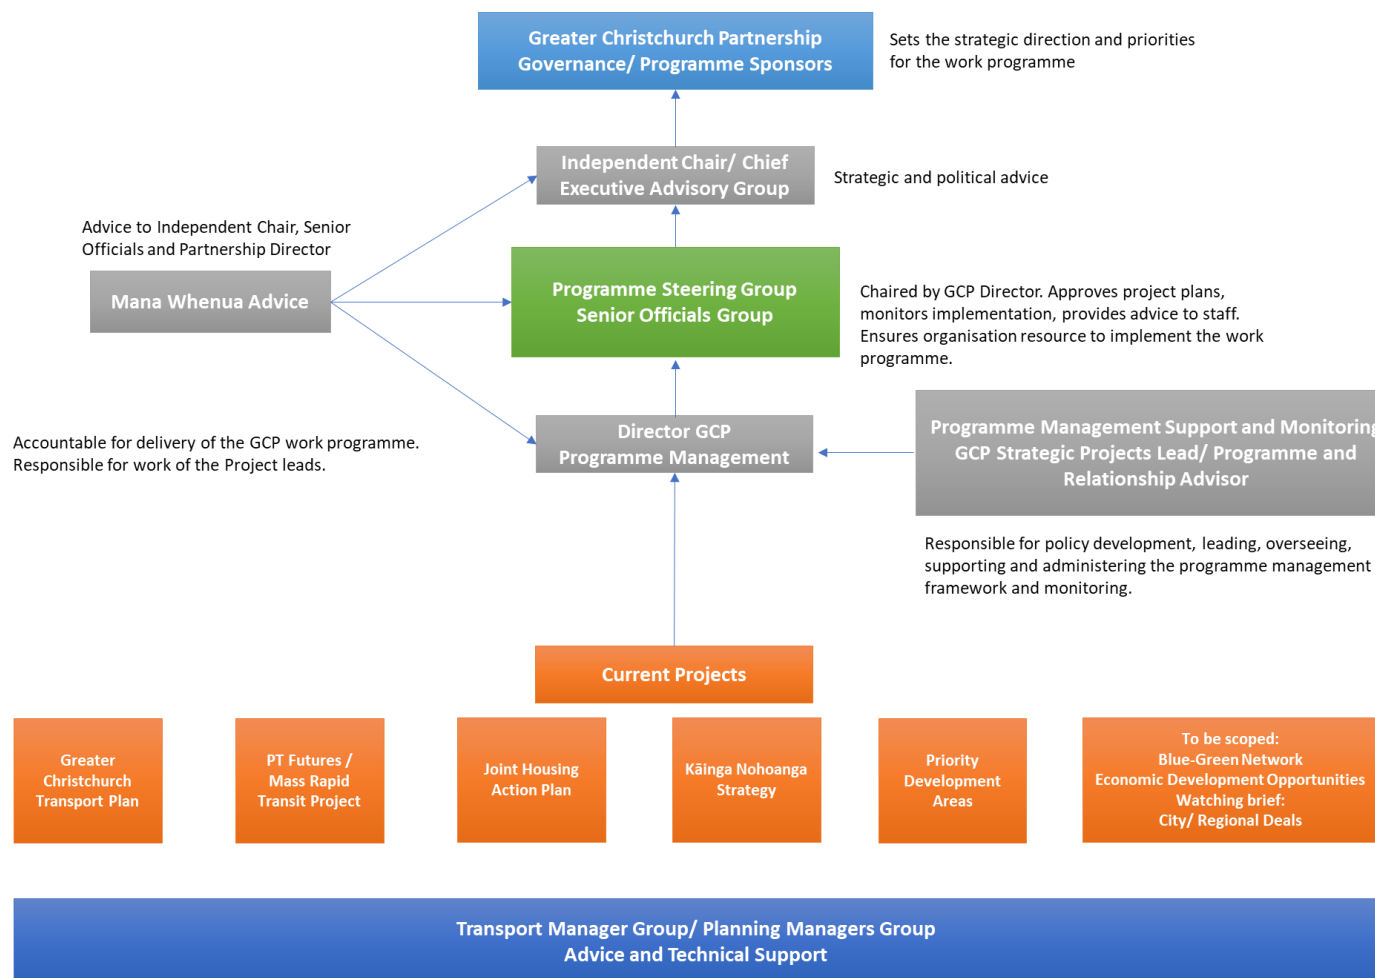 Greater Christchurch Partnership
Governance/ Programme Sponsors
Sets the strategic direction and priorities
for the work programme
Independent Chair/ Chief
Executive Advisory Group
Strategic and political advice
Advice to Independent Chair, Senior
Officials and Partnership Director
Mana Whenua Advice
Programme Steering Group
Senior Officials Group
Chaired by GCP Director. Approves project plans,
monitors implementation, provides advice to staff.
Ensures organisation resource to implement the work
programme.
Accountable for delivery of the GCP work programme.
Responsible for work of the Project leads.
Director GCP
Programme Management
Programme Management Support and Monitoring
GCP Strategic Projects Lead/ Programme and
Relationship Advisor
Responsible for policy development, leading, overseeing,
supporting and administering the programme management
framework and monitoring.
Current Projects
Greater
Christchurch
Transport Plan
PT Futures /
Mass Rapid
Transit Project
Joint Housing
Action Plan
Kāinga Nohoanga
Strategy
Priority
Development
Areas
To be scoped:
Blue-Green Network
Economic Development Opportunities
Watching brief:
City/ Regional Deals
Transport Manager Group/ Planning Managers Group
Advice and Technical Support